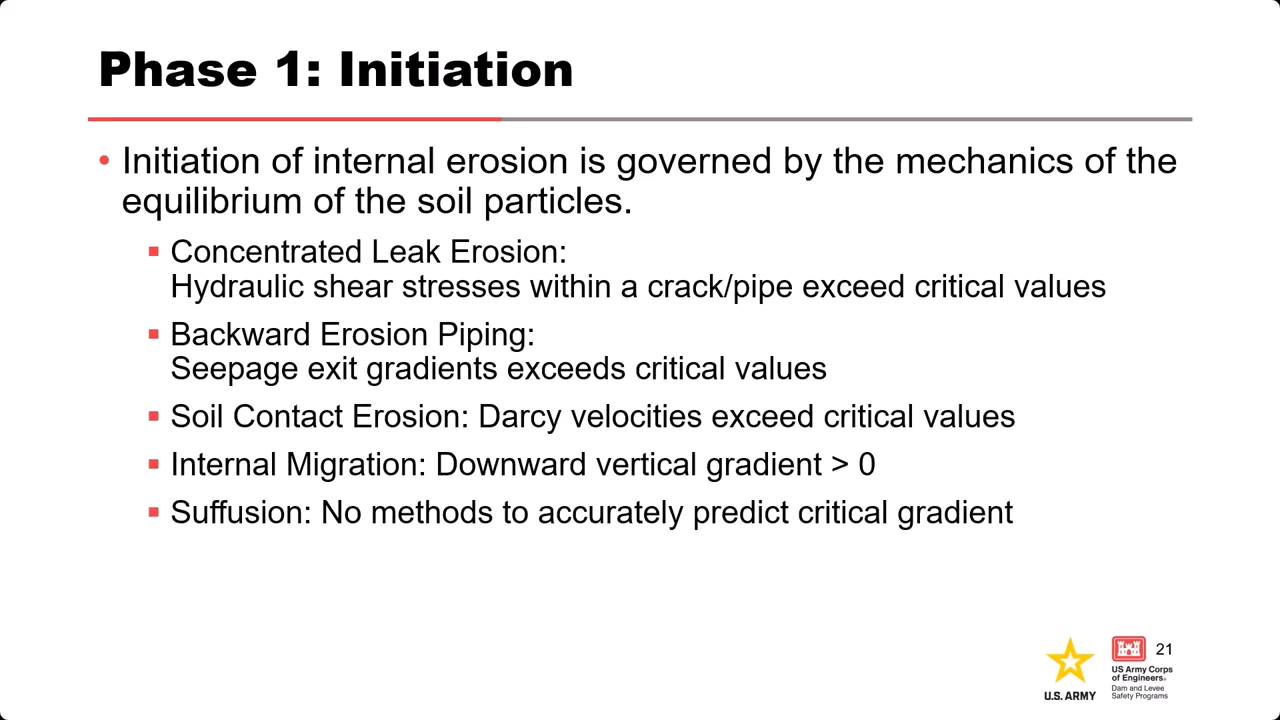 Phase 1: Initiation
• Initiation of internal erosion is governed by the mechanics of the
equilibrium of the soil particles.
▪ Concentrated Leak Erosion:
Hydraulic shear stresses within a crack/pipe exceed critical values
▪ Backward Erosion Piping:
Seepage exit gradients exceeds critical values
▪ Soil Contact Erosion: Darcy velocities exceed critical values
▪ Internal Migration: Downward vertical gradient > 0
▪ Suffusion: No methods to accurately predict critical gradient
U.S. ARMY
US Army Corps
of Engineers®
Dam and Levee
Safety Programs
21